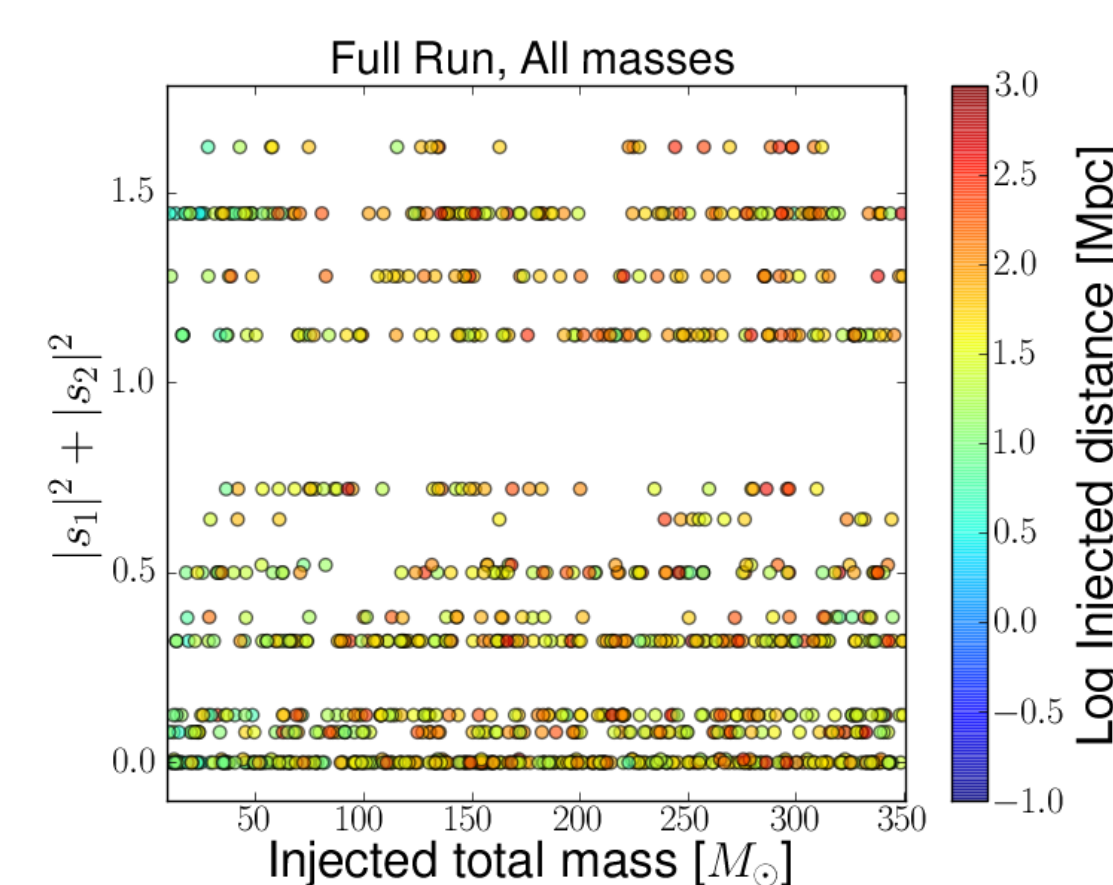 Full Run, All masses
|s₁|² + |s₂|²
1.5
1.0
0.5
0.0
50 100 150 200 250 300 350
Injected total mass [M☉]
3.0
2.5
2.0
1.5
1.0
0.5
0.0
−0.5
−1.0
Log Injected distance [Mpc]